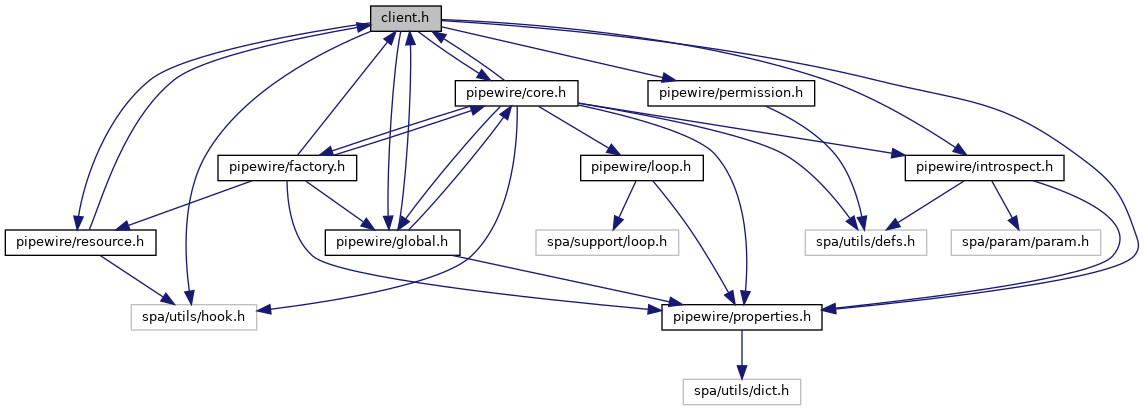 client.h
pipewire/core.h
pipewire/permission.h
pipewire/factory.h
pipewire/loop.h
pipewire/introspect.h
pipewire/resource.h
pipewire/global.h
spa/support/loop.h
spa/utils/defs.h
spa/param/param.h
spa/utils/hook.h
pipewire/properties.h
spa/utils/dict.h